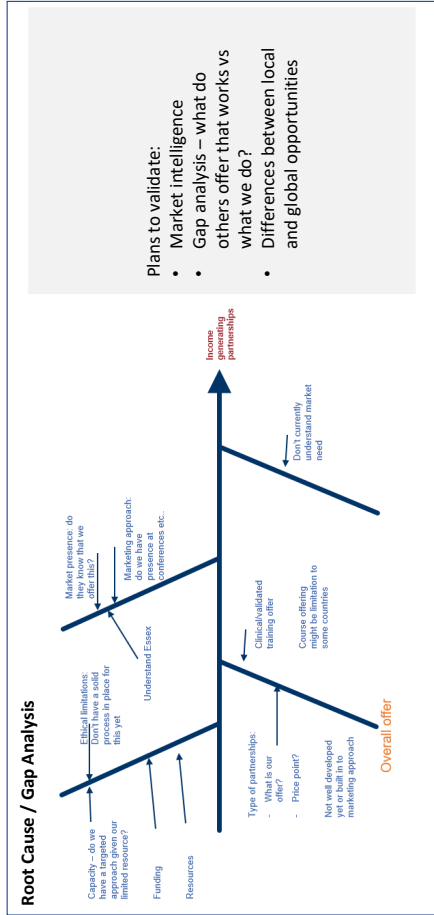 Root Cause / Gap Analysis
Capacity – do we
have a targeted
approach given our
limited resource?
Ethical limitations:
Don't have a solid
process in place for
this yet
Funding
Resources
Market presence: do
they know that we
offer this?
Marketing approach:
do we have
presence at
conferences etc..
Understand Essex
Income
generating
partnerships
Type of partnerships:
- What Is our
offer?
- Price point?
Not well developed
yet or built in to
marketing approach
Clinical/validated
training offer
Course offering
might be limitation to
some countries
Overall offer
Don't currently
understand market
need
Plans to validate:
• Market intelligence
• Gap analysis – what do
others offer that works vs
what we do?
• Differences between local
and global opportunities